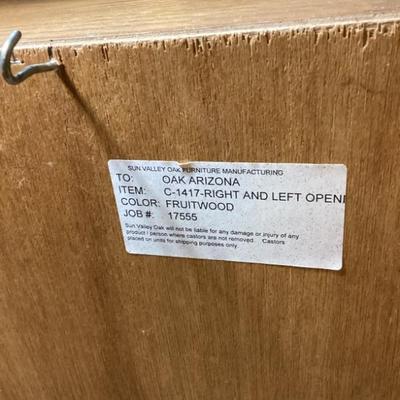 SUN VALLEY OAK FURNITURE MANUFACTURING
TO: OAK ARIZONA
ITEM: C-1417-RIGHT AND LEFT OPENI
COLOR: FRUITWOOD
JOB #: 17555
Sun Valley Oak will not be liable for any damage or injury of any
product / person where castors are not removed. Castors
placed on units for shipping purposes only.